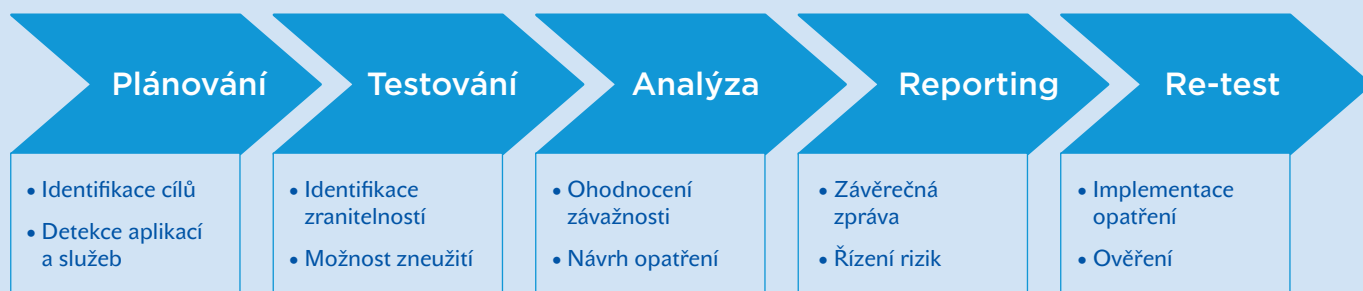 Plánování
Testování
Analýza
Reporting
Re-test
• Identifikace cílů
• Detekce aplikací
a služeb
• Identifikace
zranitelností
• Možnost zneužití
• Ohodnocení
závažnosti
• Návrh opatření
• Závěrečná
zpráva
• Řízení rizik
• Implementace
opatření
• Ověření